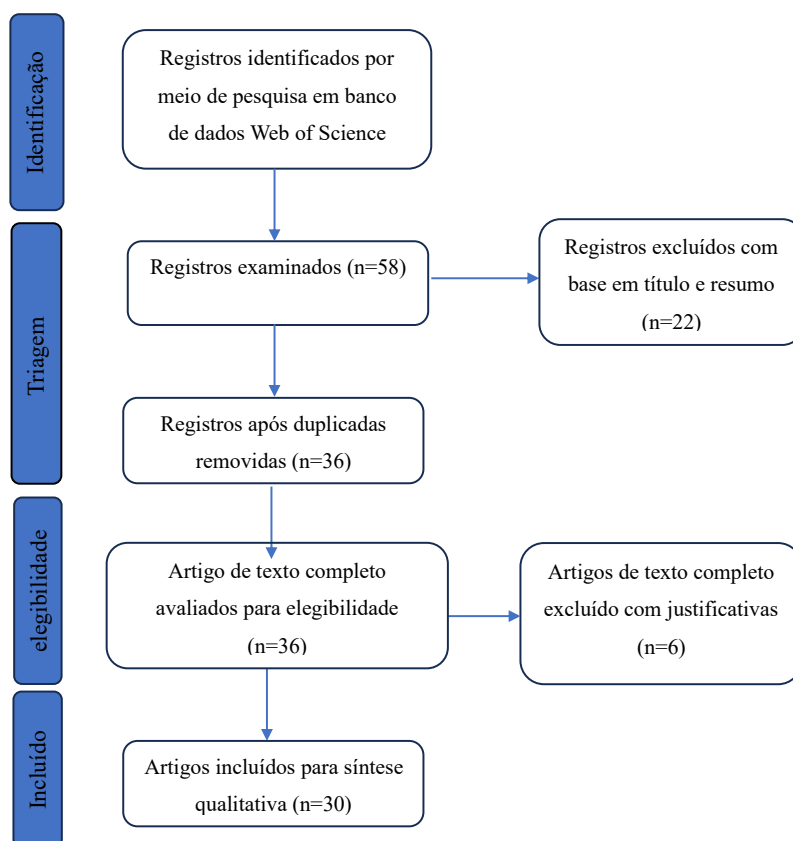 Identificação
Registros identificados por
meio de pesquisa em banco
de dados Web of Science
Triagem
Registros examinados (n=58)
Registros excluídos com
base em título e resumo
(n=22)
Registros após duplicadas
removidas (n=36)
elegibilidade
Artigo de texto completo
avaliados para elegibilidade
(n=36)
Artigos de texto completo
excluído com justificativas
(n=6)
Incluído
Artigos incluídos para síntese
qualitativa (n=30)